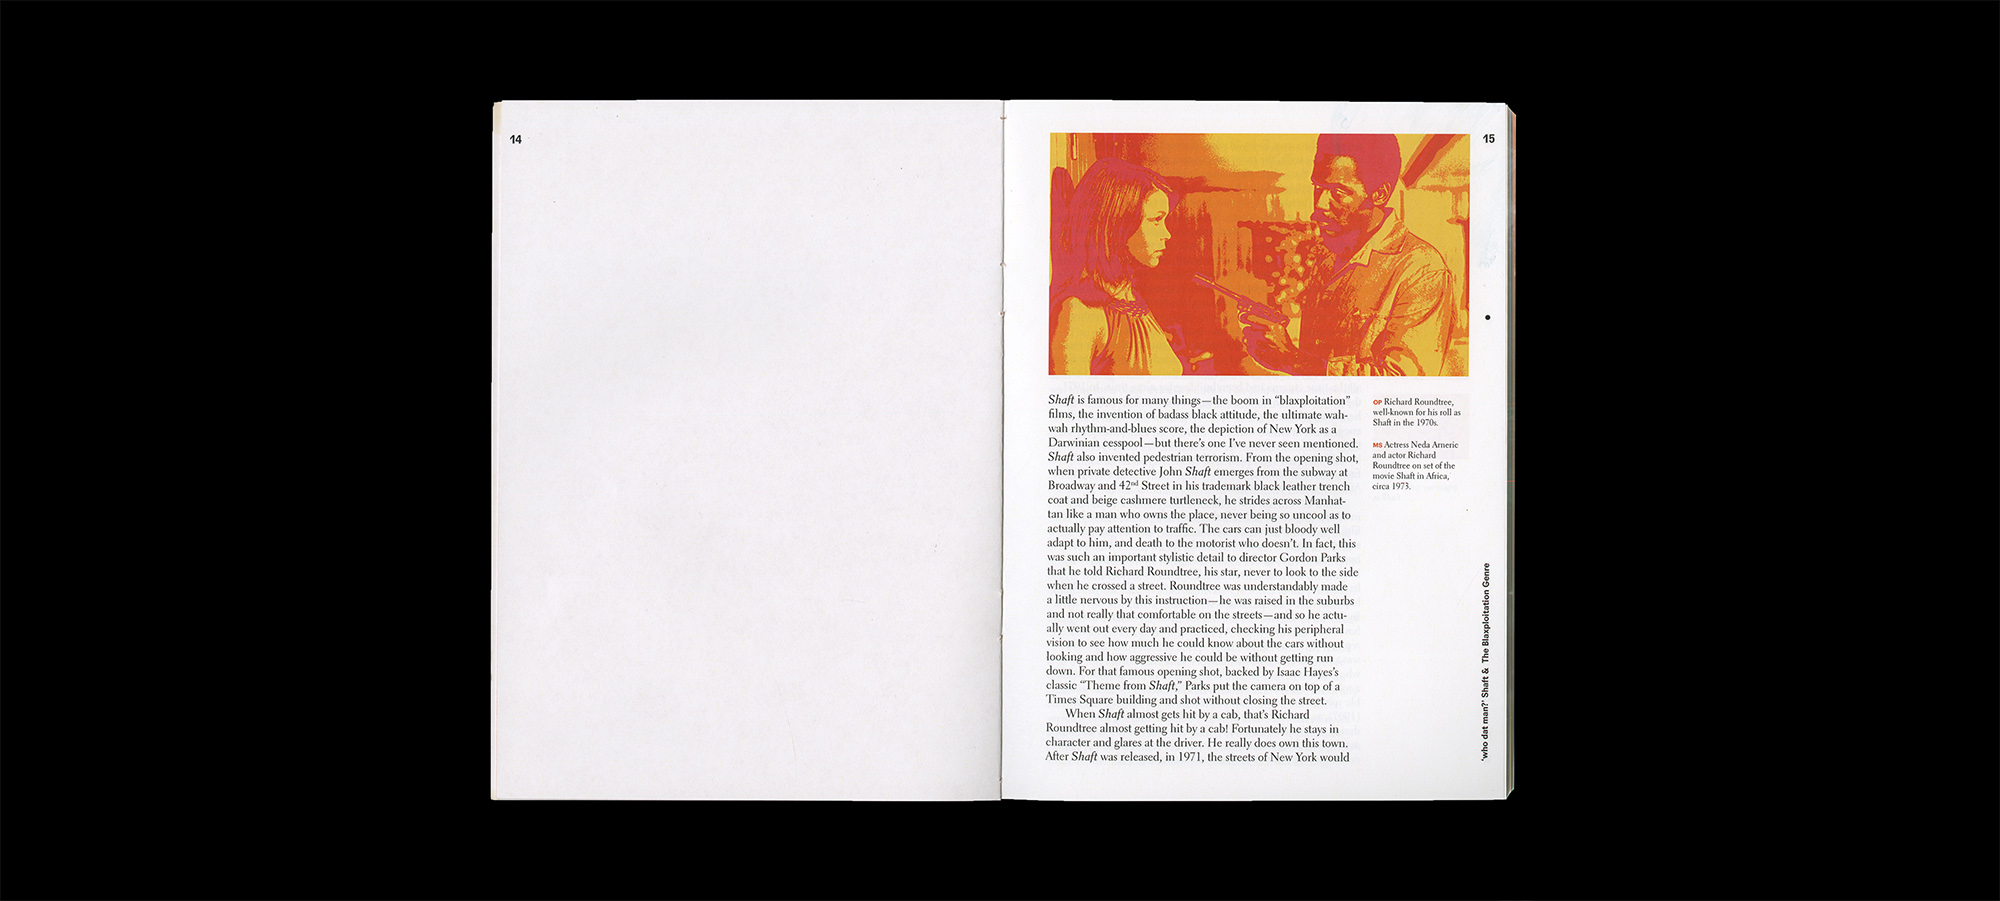 14
15
Shaft is famous for many things—the boom in “blaxploitation”
films, the invention of badass black attitude, the ultimate wah-
wah rhythm-and-blues score, the depiction of New York as a
Darwinian cesspool—but there’s one I’ve never seen mentioned.
Shaft also invented pedestrian terrorism. From the opening shot,
when private detective John Shaft emerges from the subway at
Broadway and 42nd Street in his trademark black leather trench
coat and beige cashmere turtleneck, he strides across Manhat-
tan like a man who owns the place, never being so uncool as to
actually pay attention to traffic. The cars can just bloody well
adapt to him, and death to the motorist who doesn’t. In fact, this
was such an important stylistic detail to director Gordon Parks
that he told Richard Roundtree, his star, never to look to the side
when he crossed a street. Roundtree was understandably made
a little nervous by this instruction—he was raised in the suburbs
and not really that comfortable on the streets—and so he actu-
ally went out every day and practiced, checking his peripheral
vision to see how much he could know about the cars without
looking and how aggressive he could be without getting run
down. For that famous opening shot, backed by Isaac Hayes’s
classic “Theme from Shaft,” Parks put the camera on top of a
Times Square building and shot without closing the street.
When Shaft almost gets hit by a cab, that’s Richard
Roundtree almost getting hit by a cab! Fortunately he stays in
character and glares at the driver. He really does own this town.
After Shaft was released, in 1971, the streets of New York would
OP Richard Roundtree,
well-known for his roll as
Shaft in the 1970s.
MS Actress Neda Arneric
and actor Richard
Roundtree on set of the
movie Shaft in Africa,
circa 1973.
‘who dat man?’ Shaft & The Blaxploitation Genre